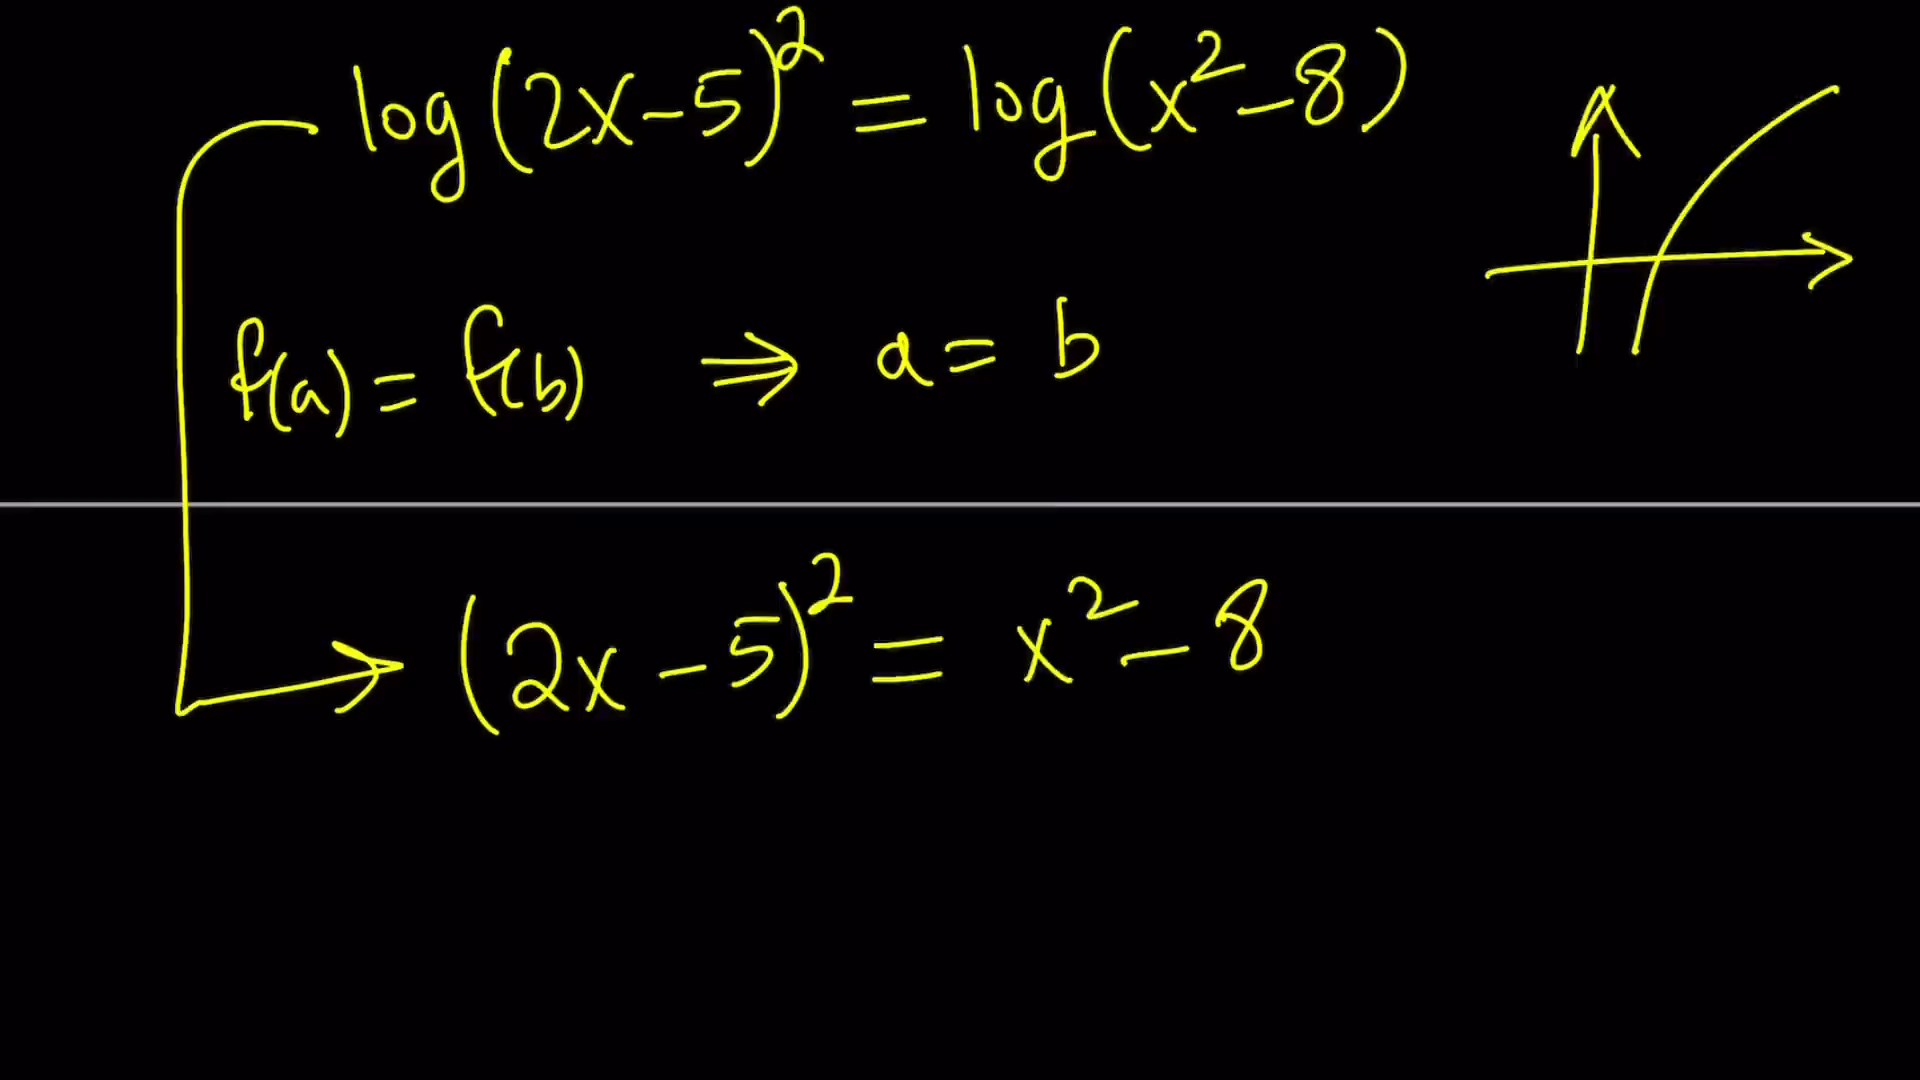 log(2x-5)² = log(x²-8)
f(a) = f(b) ⇒ a = b
(2x-5)² = x²-8